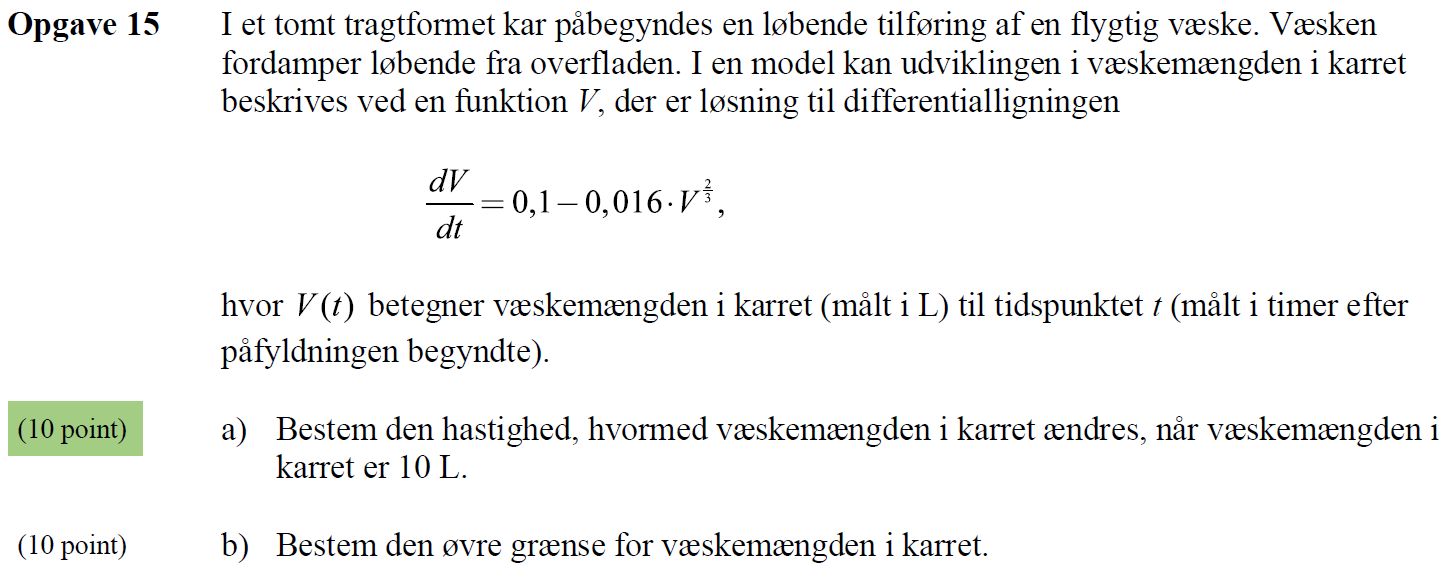 Opgave 15 I et tomt tragtformet kar påbegyndes en løbende tilføring af en flygtig væske. Væsken
fordamper løbende fra overfladen. I en model kan udviklingen i væskemængden i karret
beskrives ved en funktion V, der er løsning til differentialligningen
dV/dt = 0,1 − 0,016 · V^(2/3),
hvor V(t) betegner væskemængden i karret (målt i L) til tidspunktet t (målt i timer efter
påfyldningen begyndte).
(10 point) a) Bestem den hastighed, hvormed væskemængden i karret ændres, når væskemængden i
karret er 10 L.
(10 point) b) Bestem den øvre grænse for væskemængden i karret.